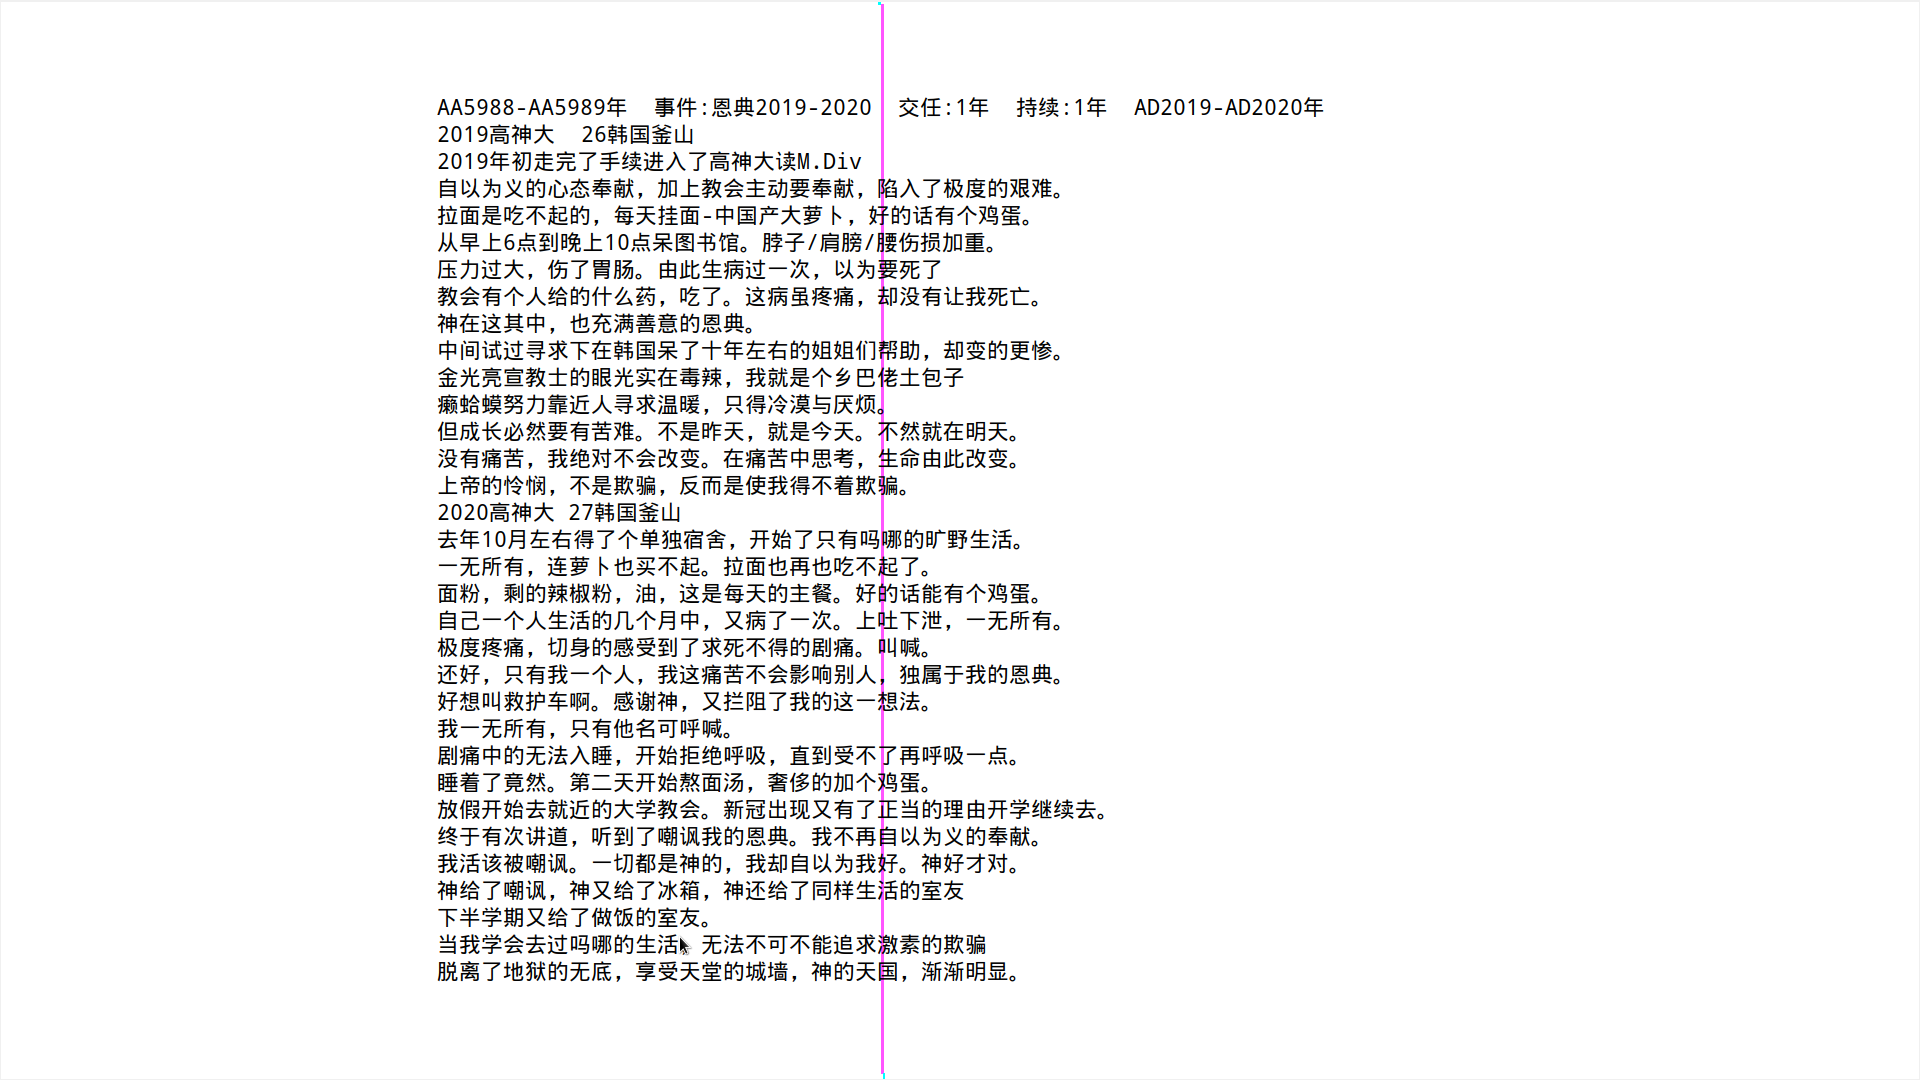 AA5988-AA5989年  事件:恩典2019-2020  交任:1年  持续:1年  AD2019-AD2020年
2019高神大  26韩国釜山
2019年初走完了手续进入了高神大读M.Div
自以为义的心态奉献，加上教会主动要奉献，陷入了极度的艰难。
拉面是吃不起的，每天挂面-中国产大萝卜，好的话有个鸡蛋。
从早上6点到晚上10点呆图书馆。脖子/肩膀/腰伤损加重。
压力过大，伤了胃肠。由此生病过一次，以为要死了
教会有个人给的什么药，吃了。这病虽疼痛，却没有让我死亡。
神在这其中，也充满善意的恩典。
中间试过寻求下在韩国呆了十年左右的姐姐们帮助，却变的更惨。
金光亮宣教士的眼光实在毒辣，我就是个乡巴佬土包子
癞蛤蟆努力靠近人寻求温暖，只得冷漠与厌烦。
但成长必然要有苦难。不是昨天，就是今天。不然就在明天。
没有痛苦，我绝对不会改变。在痛苦中思考，生命由此改变。
上帝的怜悯，不是欺骗，反而是使我得不着欺骗。
2020高神大 27韩国釜山
去年10月左右得了个单独宿舍，开始了只有吗哪的旷野生活。
一无所有，连萝卜也买不起。拉面也再也吃不起了。
面粉，剩的辣椒粉，油，这是每天的主餐。好的话能有个鸡蛋。
自己一个人生活的几个月中，又病了一次。上吐下泄，一无所有。
极度疼痛，切身的感受到了求死不得的剧痛。叫喊。
还好，只有我一个人，我这痛苦不会影响别人，独属于我的恩典。
好想叫救护车啊。感谢神，又拦阻了我的这一想法。
我一无所有，只有他名可呼喊。
剧痛中的无法入睡，开始拒绝呼吸，直到受不了再呼吸一点。
睡着了竟然。第二天开始熬面汤，奢侈的加个鸡蛋。
放假开始去就近的大学教会。新冠出现又有了正当的理由开学继续去。
终于有次讲道，听到了嘲讽我的恩典。我不再自以为义的奉献。
我活该被嘲讽。一切都是神的，我却自以为我好。神好才对。
神给了嘲讽，神又给了冰箱，神还给了同样生活的室友
下半学期又给了做饭的室友。
当我学会去过吗哪的生活，无法不可不能追求激素的欺骗
脱离了地狱的无底，享受天堂的城墙，神的天国，渐渐明显。